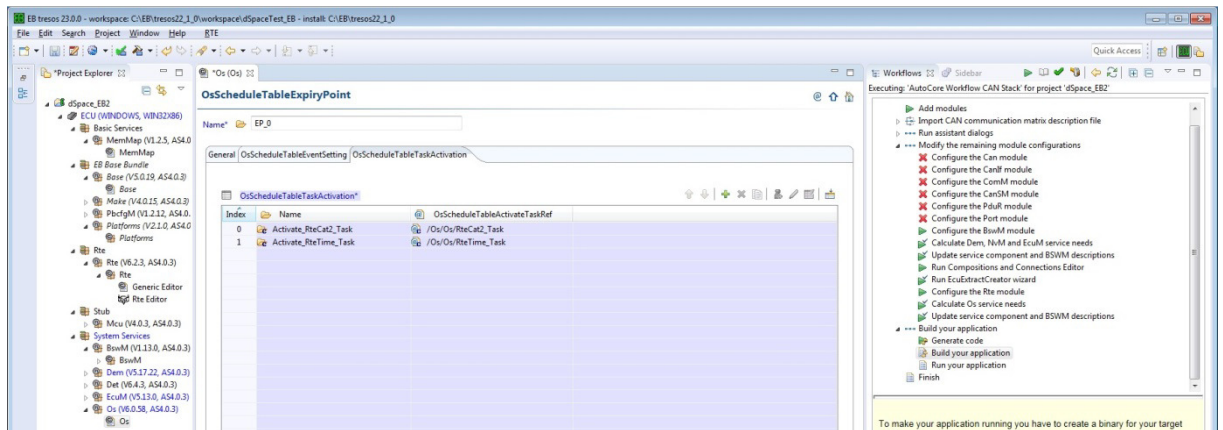 EB tresos 23.0.0 - workspace: C:\EB\tresos22_1_0\workspace\dSpaceTest_EB - install: C:\EB\tresos22_1_0
File Edit Search Project Window Help RTE
Quick Access
*Project Explorer
dSpace_EB2
ECU (WINDOWS, WIN32X86)
Basic Services
MemMap (V1.2.5, AS4.0
MemMap
EB Base Bundle
Base (V5.0.19, AS4.0.3)
Base
Make (V4.0.15, AS4.0.3)
PbcfgM (V1.2.12, AS4.0.
Platforms (V2.1.0, AS4.0
Platforms
Rte
Rte (V6.2.3, AS4.0.3)
Rte
Generic Editor
Rte Editor
Stub
Mcu (V4.0.3, AS4.0.3)
System Services
BswM (V1.13.0, AS4.0.3)
BswM
Dem (V5.17.22, AS4.0.3)
Det (V6.4.3, AS4.0.3)
EcuM (V5.13.0, AS4.0.3)
Os (V6.0.58, AS4.0.3)
Os
*Os (Os)
OsScheduleTableExpiryPoint
Name* EP_0
General OsScheduleTableEventSetting OsScheduleTableTaskActivation
OsScheduleTableTaskActivation*
Index Name OsScheduleTableActivateTaskRef
0 Activate_RteCat2_Task /Os/Os/RteCat2_Task
1 Activate_RteTime_Task /Os/Os/RteTime_Task
Workflows Sidebar
Executing: 'AutoCore Workflow CAN Stack' for project 'dSpace_EB2'
Add modules
Import CAN communication matrix description file
Run assistant dialogs
Modify the remaining module configurations
Configure the Can module
Configure the CanIf module
Configure the ComM module
Configure the CanSM module
Configure the PduR module
Configure the Port module
Configure the BswM module
Calculate Dem, NvM and EcuM service needs
Update service component and BSWM descriptions
Run Compositions and Connections Editor
Run EcuExtractCreator wizard
Configure the Rte module
Calculate Os service needs
Update service component and BSWM descriptions
Build your application
Generate code
Build your application
Run your application
Finish
To make your application running you have to create a binary for your target